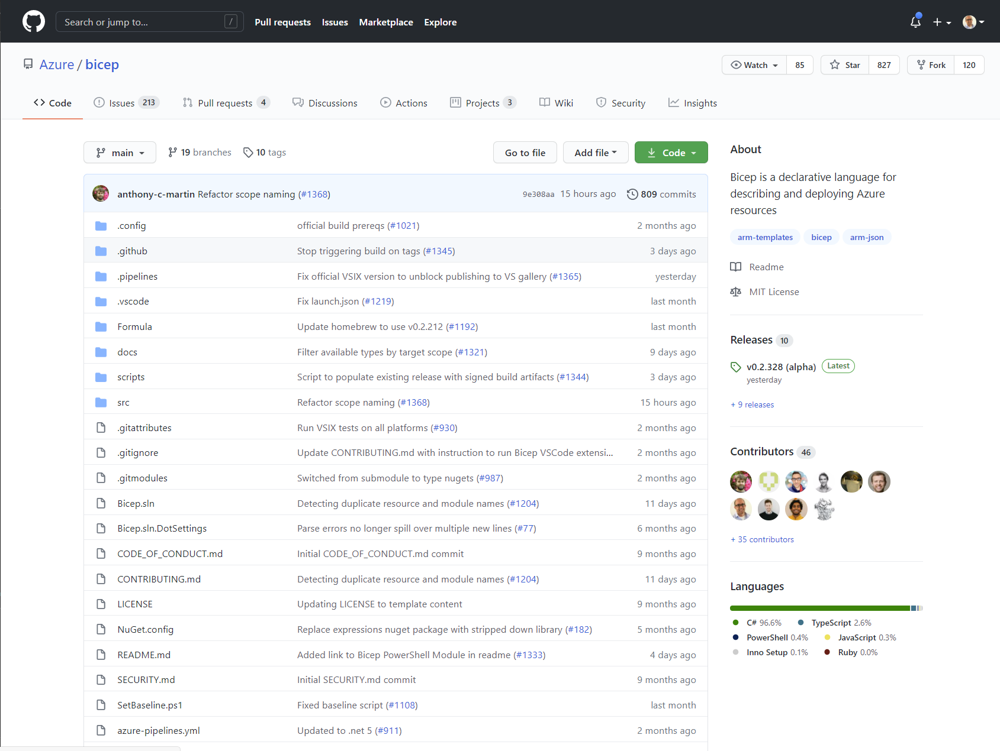 Search or jump to... /
Pull requests Issues Marketplace Explore
Azure / bicep
Watch 85 Star 827 Fork 120
Code Issues 213 Pull requests 4 Discussions Actions Projects 3 Wiki Security Insights
main 19 branches 10 tags Go to file Add file Code
anthony-c-martin Refactor scope naming (#1368) 9e308aa 15 hours ago 809 commits
.config official build prereqs (#1021) 2 months ago
.github Stop triggering build on tags (#1345) 3 days ago
.pipelines Fix official VSIX version to unblock publishing to VS gallery (#1365) yesterday
.vscode Fix launch.json (#1219) last month
Formula Update homebrew to use v0.2.212 (#1192) last month
docs Filter available types by target scope (#1321) 9 days ago
scripts Script to populate existing release with signed build artifacts (#1344) 3 days ago
src Refactor scope naming (#1368) 15 hours ago
.gitattributes Run VSIX tests on all platforms (#930) 2 months ago
.gitignore Update CONTRIBUTING.md with instruction to run Bicep VSCode extensi... 2 months ago
.gitmodules Switched from submodule to type nugets (#987) 2 months ago
Bicep.sln Detecting duplicate resource and module names (#1204) 11 days ago
Bicep.sln.DotSettings Parse errors no longer spill over multiple new lines (#77) 6 months ago
CODE_OF_CONDUCT.md Initial CODE_OF_CONDUCT.md commit 9 months ago
CONTRIBUTING.md Detecting duplicate resource and module names (#1204) 11 days ago
LICENSE Updating LICENSE to template content 9 months ago
NuGet.config Replace expressions nuget package with stripped down library (#182) 5 months ago
README.md Added link to Bicep PowerShell Module in readme (#1333) 4 days ago
SECURITY.md Initial SECURITY.md commit 9 months ago
SetBaseline.ps1 Fixed baseline script (#1108) last month
azure-pipelines.yml Updated to .net 5 (#911) 2 months ago
About
Bicep is a declarative language for
describing and deploying Azure
resources
arm-templates bicep arm-json
Readme
MIT License
Releases 10
v0.2.328 (alpha) Latest
yesterday
+ 9 releases
Contributors 46
+ 35 contributors
Languages
C# 96.6% TypeScript 2.6%
PowerShell 0.4% JavaScript 0.3%
Inno Setup 0.1% Ruby 0.0%